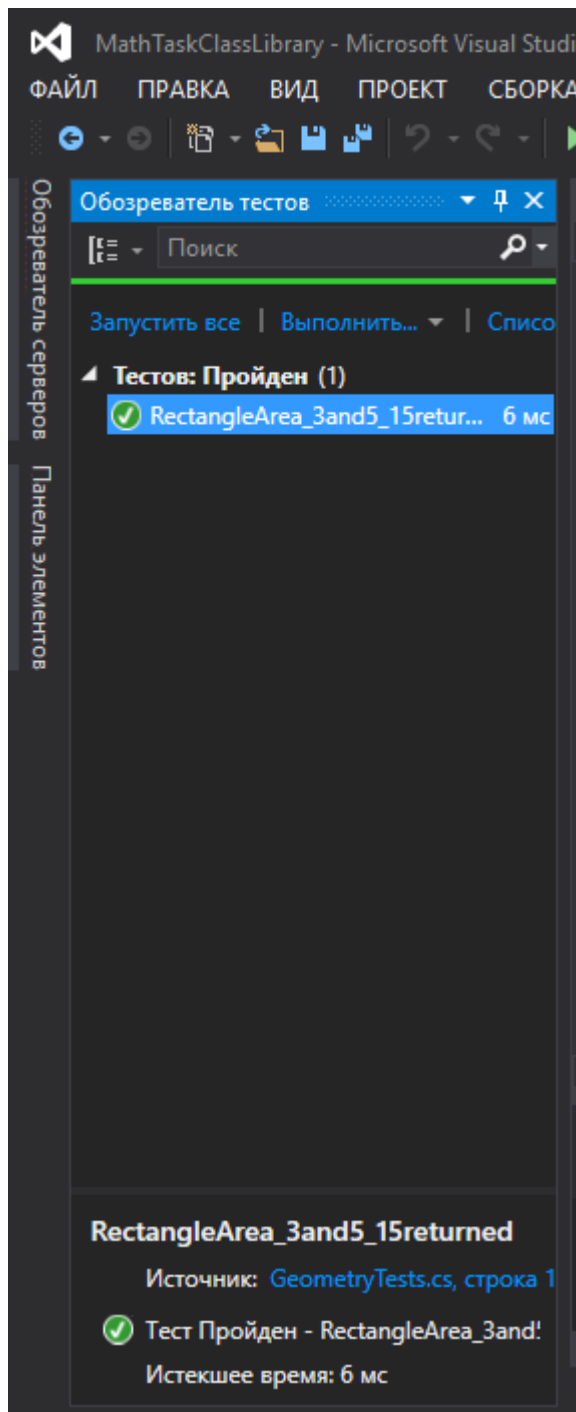 MathTaskClassLibrary - Microsoft Visual Studi
ФАЙЛ ПРАВКА ВИД ПРОЕКТ СБОРКА
Обозреватель серверов
Панель элементов
Обозреватель тестов
Поиск
Запустить все | Выполнить... | Списо
Тестов: Пройден (1)
RectangleArea_3and5_15retur... 6 мс
RectangleArea_3and5_15returned
Источник: GeometryTests.cs, строка 1
Тест Пройден - RectangleArea_3and5
Истекшее время: 6 мс